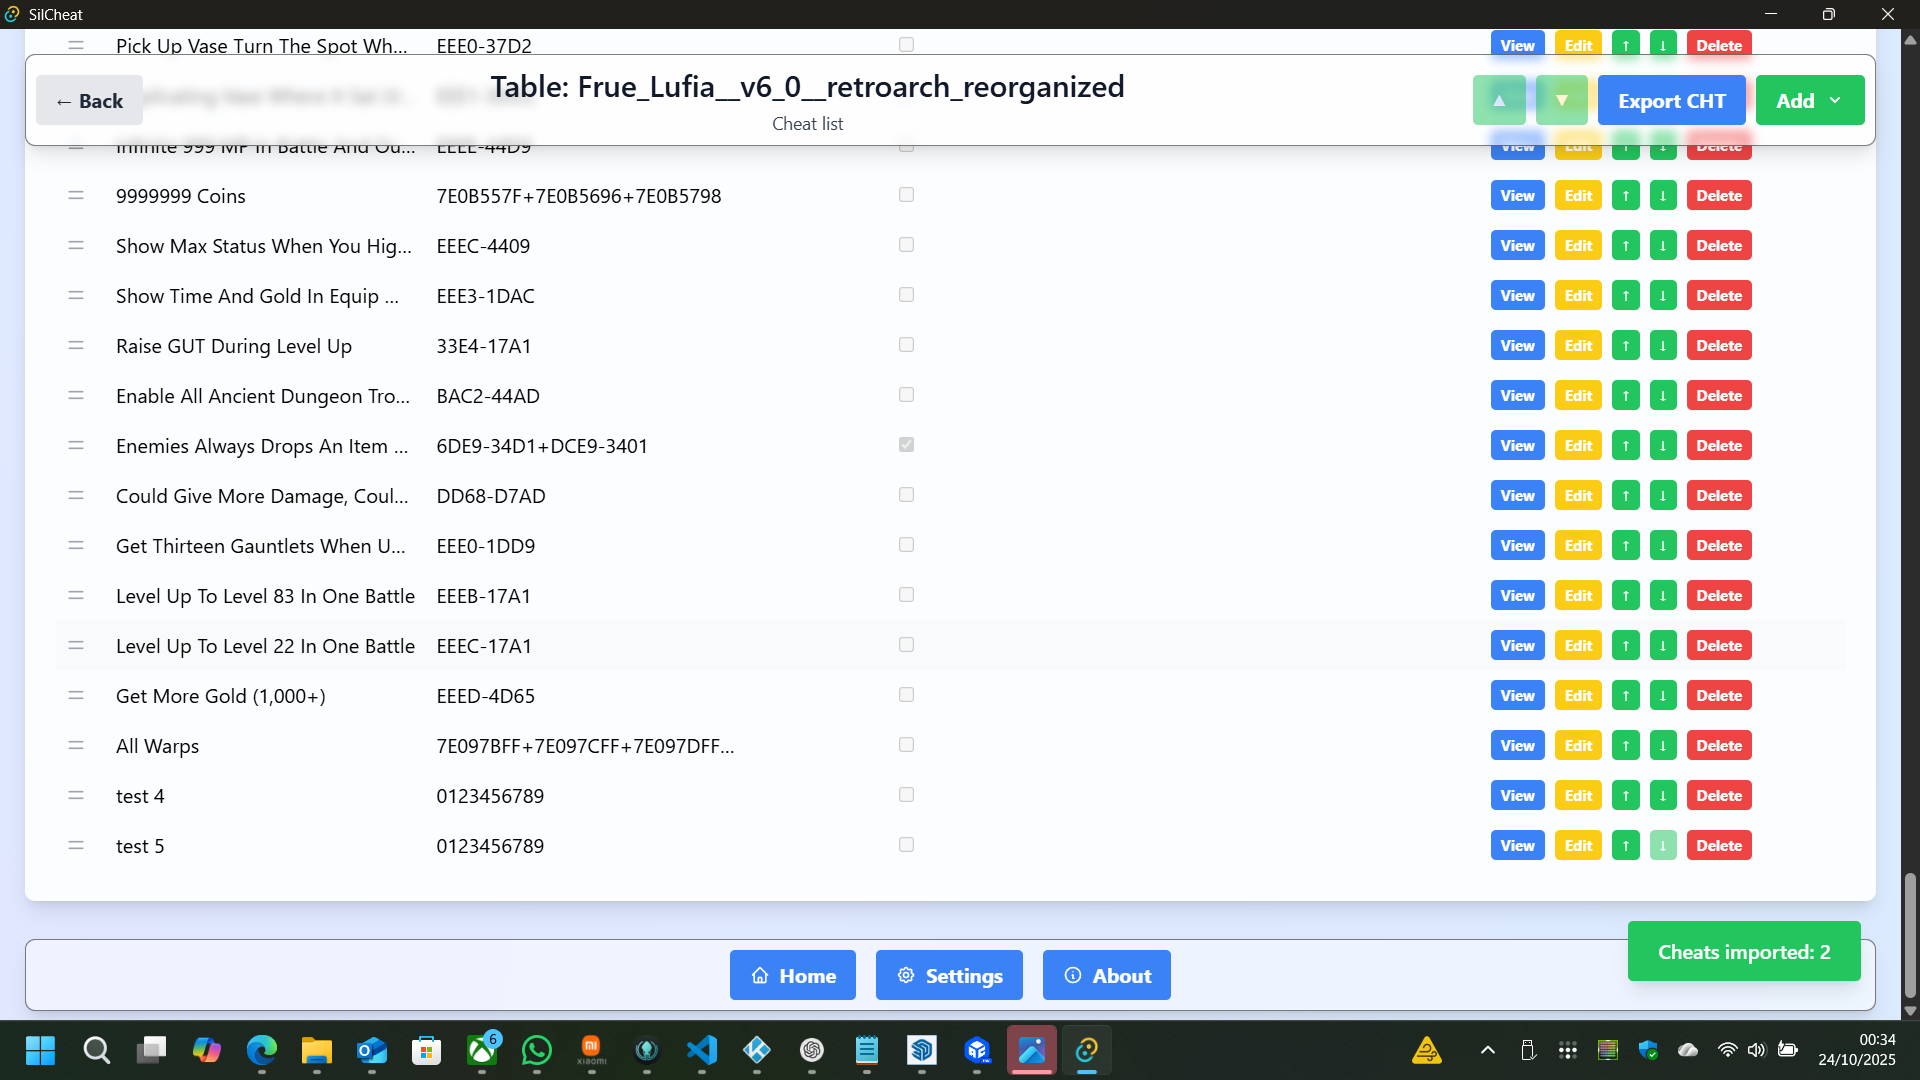 SilCheat
Pick Up Vase Turn The Spot Wh... EEE0-37D2 View Edit ↑ ↓ Delete
← Back
Table: Frue_Lufia__v6_0__retroarch_reorganized
Cheat list
▲ ▼ Export CHT Add
Infinite 999 MP In Battle And Ou... EEEE-44D9 View Edit ↑ ↓ Delete
9999999 Coins 7E0B557F+7E0B5696+7E0B5798 View Edit ↑ ↓ Delete
Show Max Status When You Hig... EEEC-4409 View Edit ↑ ↓ Delete
Show Time And Gold In Equip ... EEE3-1DAC View Edit ↑ ↓ Delete
Raise GUT During Level Up 33E4-17A1 View Edit ↑ ↓ Delete
Enable All Ancient Dungeon Tro... BAC2-44AD View Edit ↑ ↓ Delete
Enemies Always Drops An Item ... 6DE9-34D1+DCE9-3401 View Edit ↑ ↓ Delete
Could Give More Damage, Coul... DD68-D7AD View Edit ↑ ↓ Delete
Get Thirteen Gauntlets When U... EEE0-1DD9 View Edit ↑ ↓ Delete
Level Up To Level 83 In One Battle EEEB-17A1 View Edit ↑ ↓ Delete
Level Up To Level 22 In One Battle EEEC-17A1 View Edit ↑ ↓ Delete
Get More Gold (1,000+) EEED-4D65 View Edit ↑ ↓ Delete
All Warps 7E097BFF+7E097CFF+7E097DFF... View Edit ↑ ↓ Delete
test 4 0123456789 View Edit ↑ ↓ Delete
test 5 0123456789 View Edit ↑ ↓ Delete
Cheats imported: 2
Home Settings About
6
mi
xiaomi
00:34
24/10/2025